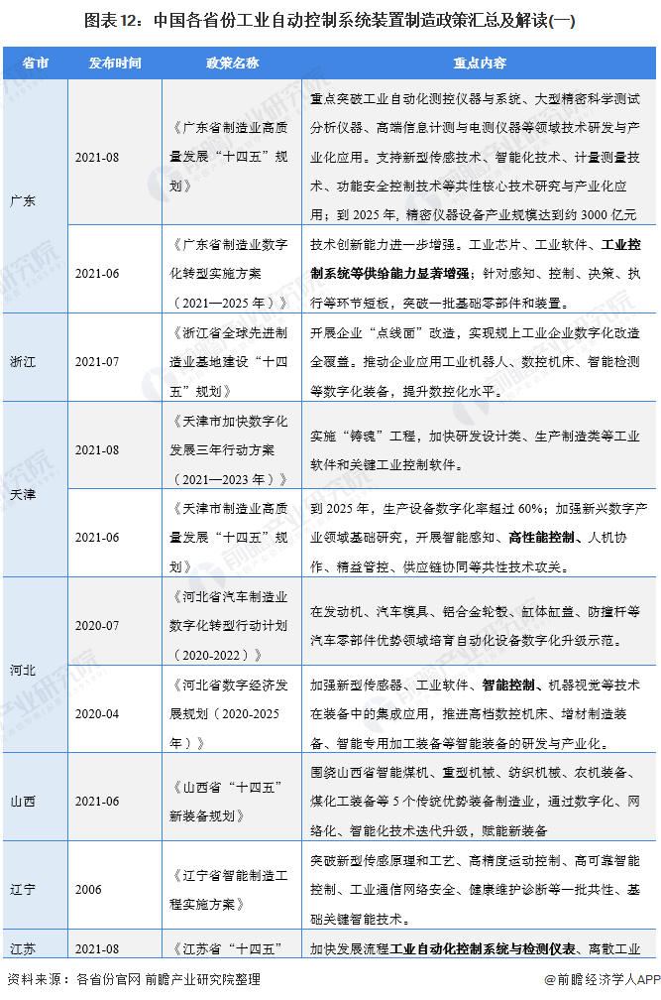 图表12：中国各省份工业自动控制系统装置制造政策汇总及解读(一)
省市 发布时间 政策名称 重点内容
广东
2021-08
《广东省制造业高质
量发展“十四五”规
划》
重点突破工业自动化测控仪器与系统、大型精密科学测试
分析仪器、高端信息计测与电测仪器等领域技术研发与产
业化应用。支持新型传感技术、智能化技术、计量测量技
术、功能安全控制技术等共性核心技术研究与产业化应
用；到2025年, 精密仪器设备产业规模达到约3000亿元
2021-06
《广东省制造业数字
化转型实施方案
（2021—2025年）》
技术创新能力进一步增强。工业芯片、工业软件、工业控
制系统等供给能力显著增强；针对感知、控制、决策、执
行等环节短板，突破一批基础零部件和装置。
浙江
2021-07
《浙江省全球先进制
造业基地建设“十四
五”规划》
开展企业“点线面”改造，实现规上工业企业数字化改造
全覆盖。推动企业应用工业机器人、数控机床、智能检测
等数字化装备，提升数控化水平。
天津
2021-08
《天津市加快数字化
发展三年行动方案
（2021—2023年）》
实施“铸魂”工程，加快研发设计类、生产制造类等工业
软件和关键工业控制软件。
2021-06
《天津市制造业高质
量发展“十四五”规
划》
到2025年，生产设备数字化率超过60%；加强新兴数字产
业领域基础研究，开展智能感知、高性能控制、人机协
作、精益管控、供应链协同等共性技术攻关。
河北
2020-07
《河北省汽车制造业
数字化转型行动计划
（2020-2022）》
在发动机、汽车模具、铝合金轮毂、缸体缸盖、防撞杆等
汽车零部件优势领域培育自动化设备数字化升级示范。
2020-04
《河北省数字经济发
展规划（2020-2025
年）》
加强新型传感器、工业软件、智能控制、机器视觉等技术
在装备中的集成应用，推进高档数控机床、增材制造装
备、智能专用加工装备等智能装备的研发与产业化。
山西
2021-06
《山西省“十四五”
新装备规划》
围绕山西省智能煤机、重型机械、纺织机械、农机装备、
煤化工装备等5个传统优势装备制造业，通过数字化、网
络化、智能化技术迭代升级，赋能新装备
辽宁
2006
《辽宁省智能制造工
程实施方案》
突破新型传感原理和工艺、高精度运动控制、高可靠智能
控制、工业通信网络安全、健康维护诊断等一批共性、基
础关键智能技术。
江苏
2021-08
《江苏省“十四五”
加快发展流程工业自动化控制系统与检测仪表、离散工业
资料来源：各省份官网 前瞻产业研究院整理 @前瞻经济学人APP